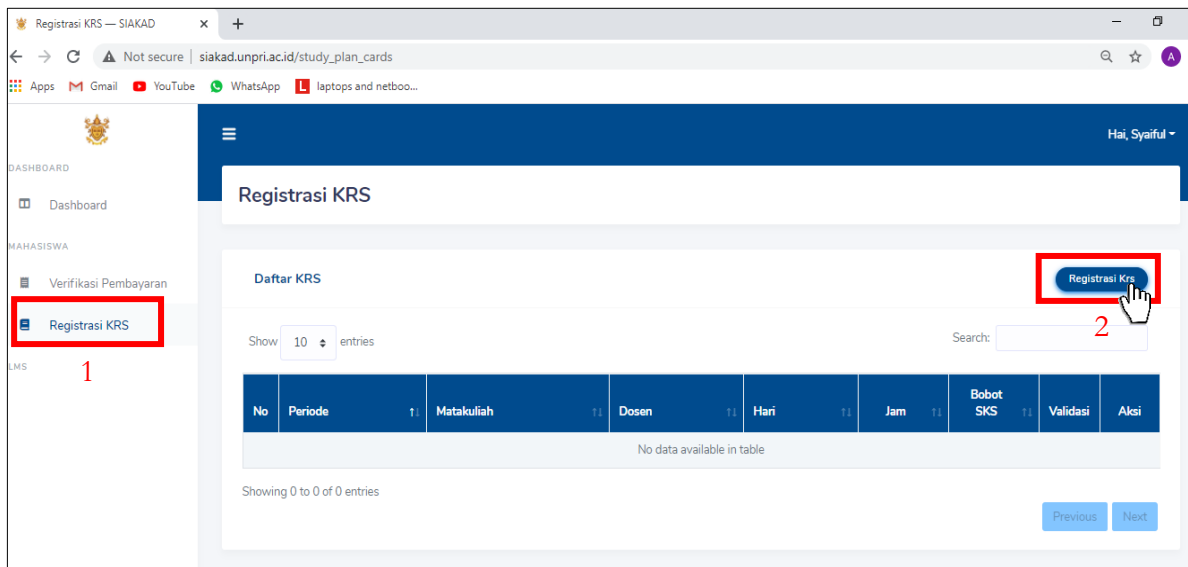 Registrasi KRS — SIAKAD
Not secure | siakad.unpri.ac.id/study_plan_cards
A
Apps Gmail YouTube WhatsApp L laptops and netboo...
Hai, Syaiful
DASHBOARD
Dashboard
MAHASISWA
Verifikasi Pembayaran
Registrasi KRS
1
LMS
Registrasi KRS
Daftar KRS
Registrasi Krs
2
Show 10 entries
Search:
No Periode Matakuliah Dosen Hari Jam Bobot SKS Validasi Aksi
No data available in table
Showing 0 to 0 of 0 entries
Previous Next